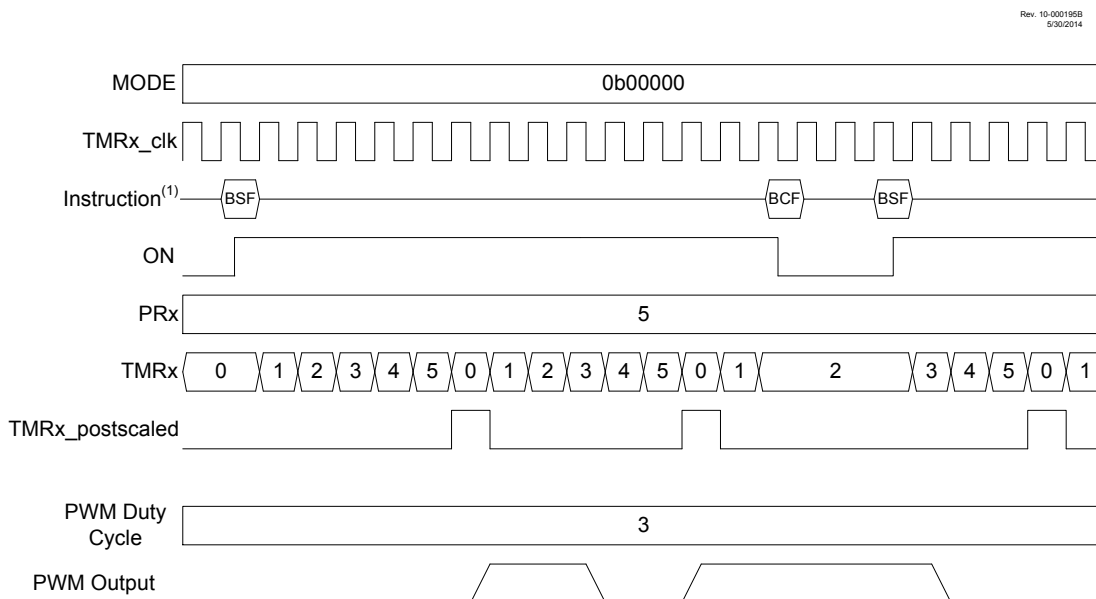 Rev. 10-000195B
5/30/2014
MODE 0b00000
TMRx_clk
Instruction(1) BSF BCF BSF
ON
PRx 5
TMRx 0 1 2 3 4 5 0 1 2 3 4 5 0 1 2 3 4 5 0 1
TMRx_postscaled
PWM Duty
Cycle 3
PWM Output